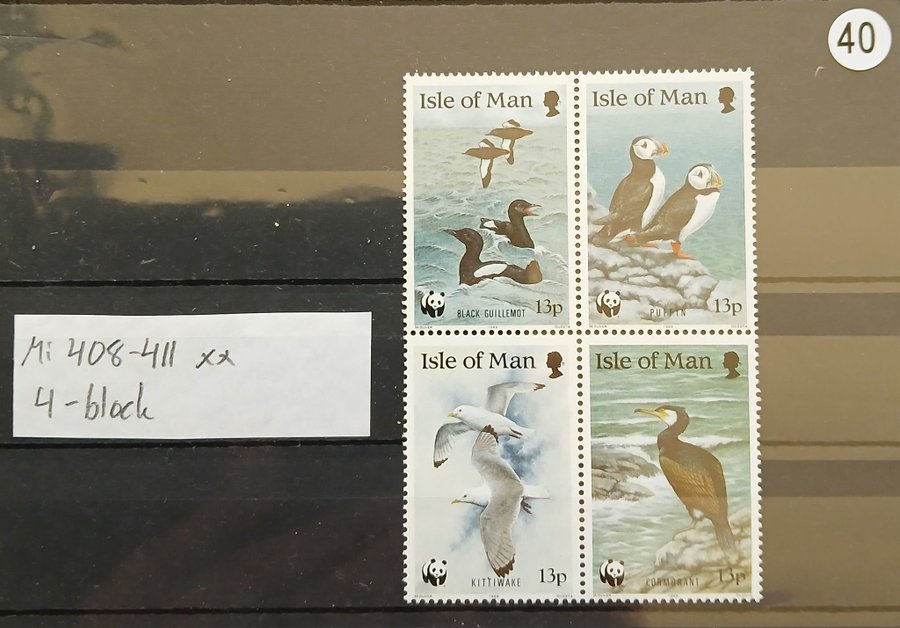 40
Isle of Man
BLACK GUILLEMOT 13p
Isle of Man
PUFFIN 13p
Mi 408-411 xx
4-block
Isle of Man
KITTIWAKE 13p
Isle of Man
CORMORANT 13p